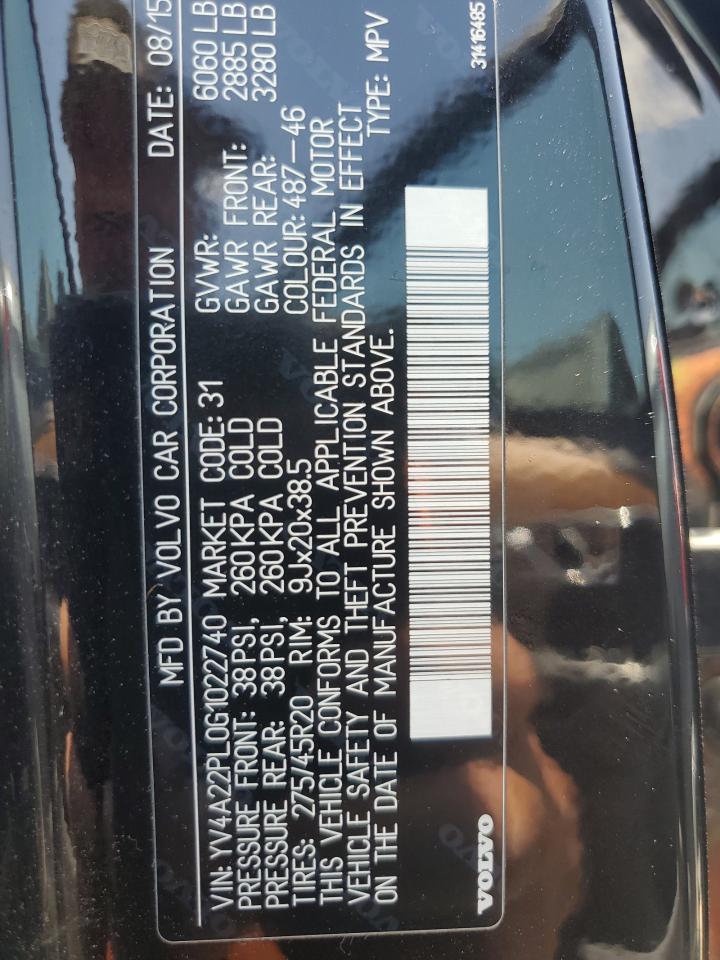 MFD BY VOLVO CAR CORPORATION DATE: 08/15
VIN: YV4A22PL0G1022740 MARKET CODE: 31 GVWR: 6060 LB
PRESSURE FRONT: 38PSI, 260KPA COLD GAWR FRONT: 2885 LB
PRESSURE REAR: 38PSI, 260KPA COLD GAWR REAR: 3280 LB
TIRES: 275/45R20 RIM: 9Jx20x38.5 COLOUR: 487-46
THIS VEHICLE CONFORMS TO ALL APPLICABLE FEDERAL MOTOR
VEHICLE SAFETY AND THEFT PREVENTION STANDARDS IN EFFECT
ON THE DATE OF MANUFACTURE SHOWN ABOVE. TYPE: MPV
VOLVO 31416485